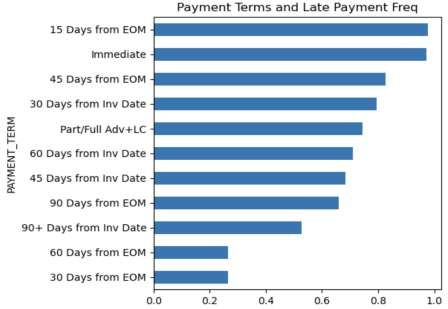 Payment Terms and Late Payment Freq
PAYMENT_TERM
15 Days from EOM
Immediate
45 Days from EOM
30 Days from Inv Date
Part/Full Adv+LC
60 Days from Inv Date
45 Days from Inv Date
90 Days from EOM
90+ Days from Inv Date
60 Days from EOM
30 Days from EOM
0.0 0.2 0.4 0.6 0.8 1.0